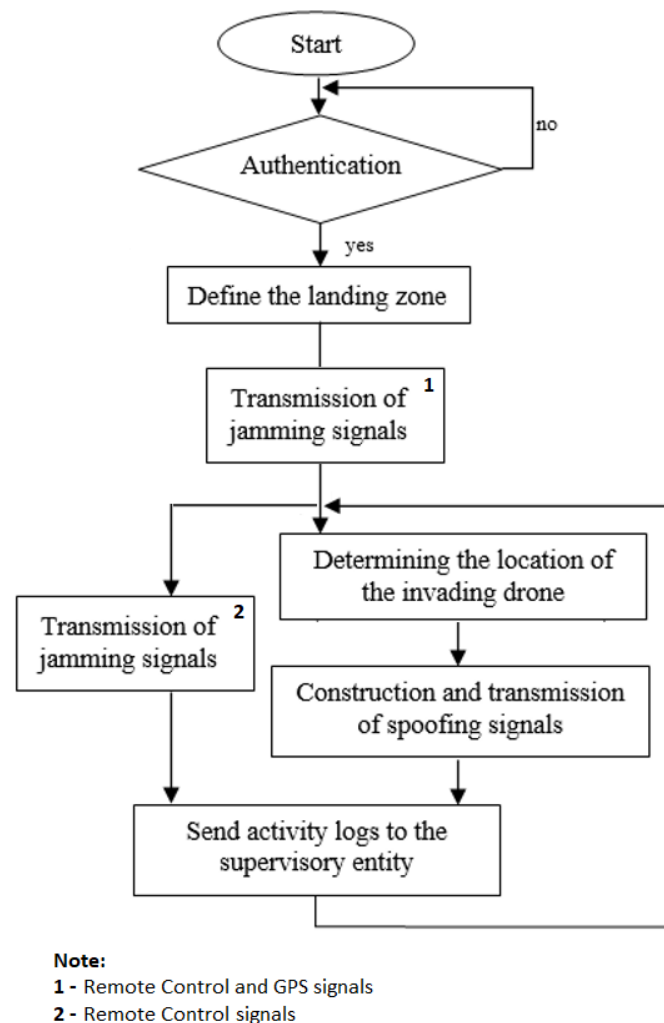 Start
no
Authentication
yes
Define the landing zone
Transmission of 1
jamming signals
Determining the location of
the invading drone
Transmission of 2
jamming signals
Construction and transmission
of spoofing signals
Send activity logs to the
supervisory entity
Note:
1 - Remote Control and GPS signals
2 - Remote Control signals